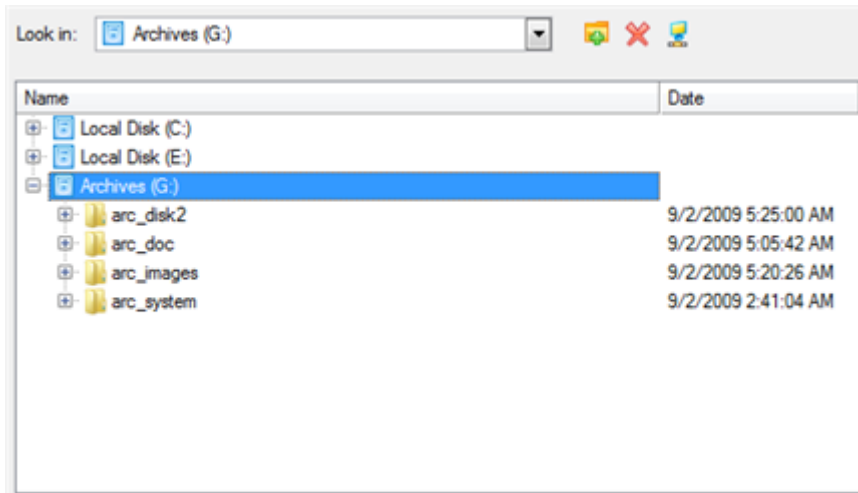 Look in: Archives (G:)
Name Date
Local Disk (C:)
Local Disk (E:)
Archives (G:)
arc_disk2 9/2/2009 5:25:00 AM
arc_doc 9/2/2009 5:05:42 AM
arc_images 9/2/2009 5:20:26 AM
arc_system 9/2/2009 2:41:04 AM